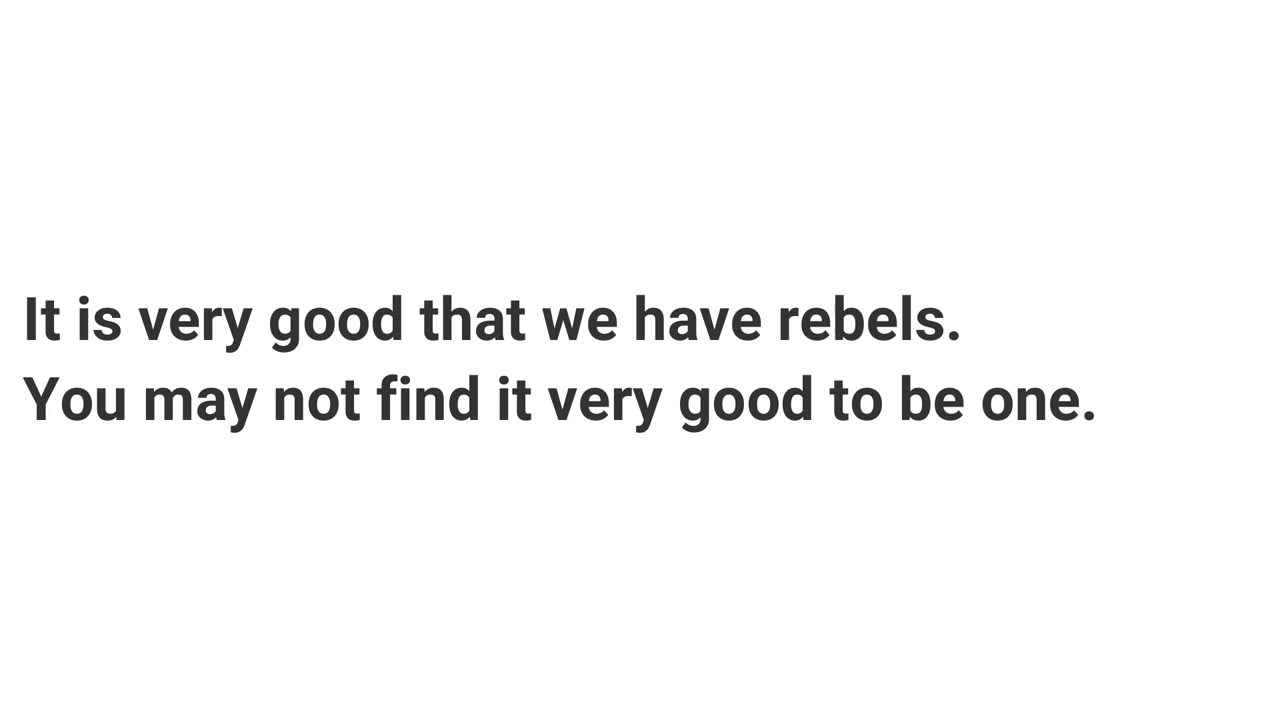 It is very good that we have rebels.
You may not find it very good to be one.